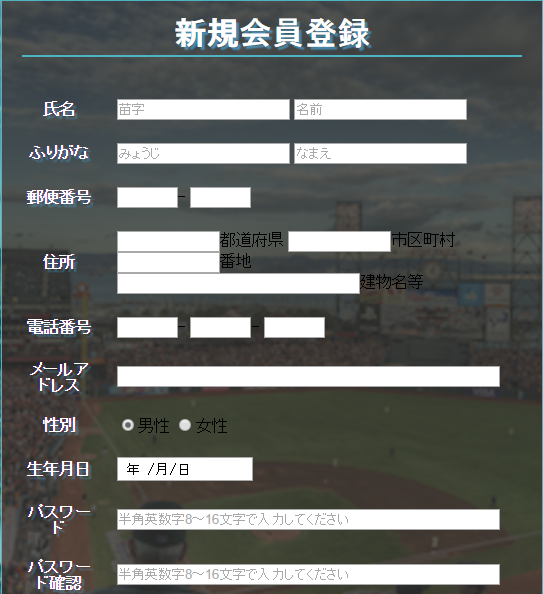 新規会員登録
氏名 苗字 名前
ふりがな みょうじ なまえ
郵便番号 -
住所 都道府県 市区町村
番地
建物名等
電話番号 - -
メールア
ドレス
性別 男性 女性
生年月日 年 /月/日
パスワー
ド 半角英数字8～16文字で入力してください
パスワー
ド確認 半角英数字8～16文字で入力してください